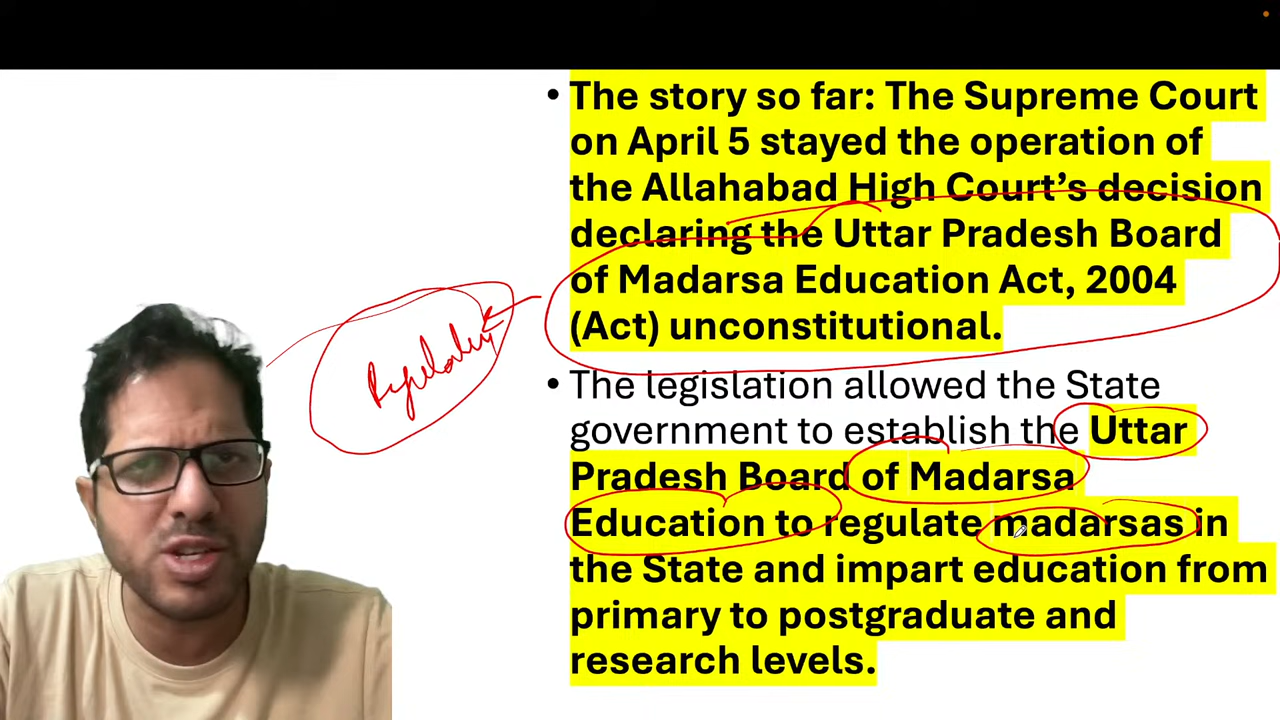 • The story so far: The Supreme Court
on April 5 stayed the operation of
the Allahabad High Court’s decision
declaring the Uttar Pradesh Board
of Madarsa Education Act, 2004
(Act) unconstitutional.
Regulatory
• The legislation allowed the State
government to establish the Uttar
Pradesh Board of Madarsa
Education to regulate madarsas in
the State and impart education from
primary to postgraduate and
research levels.